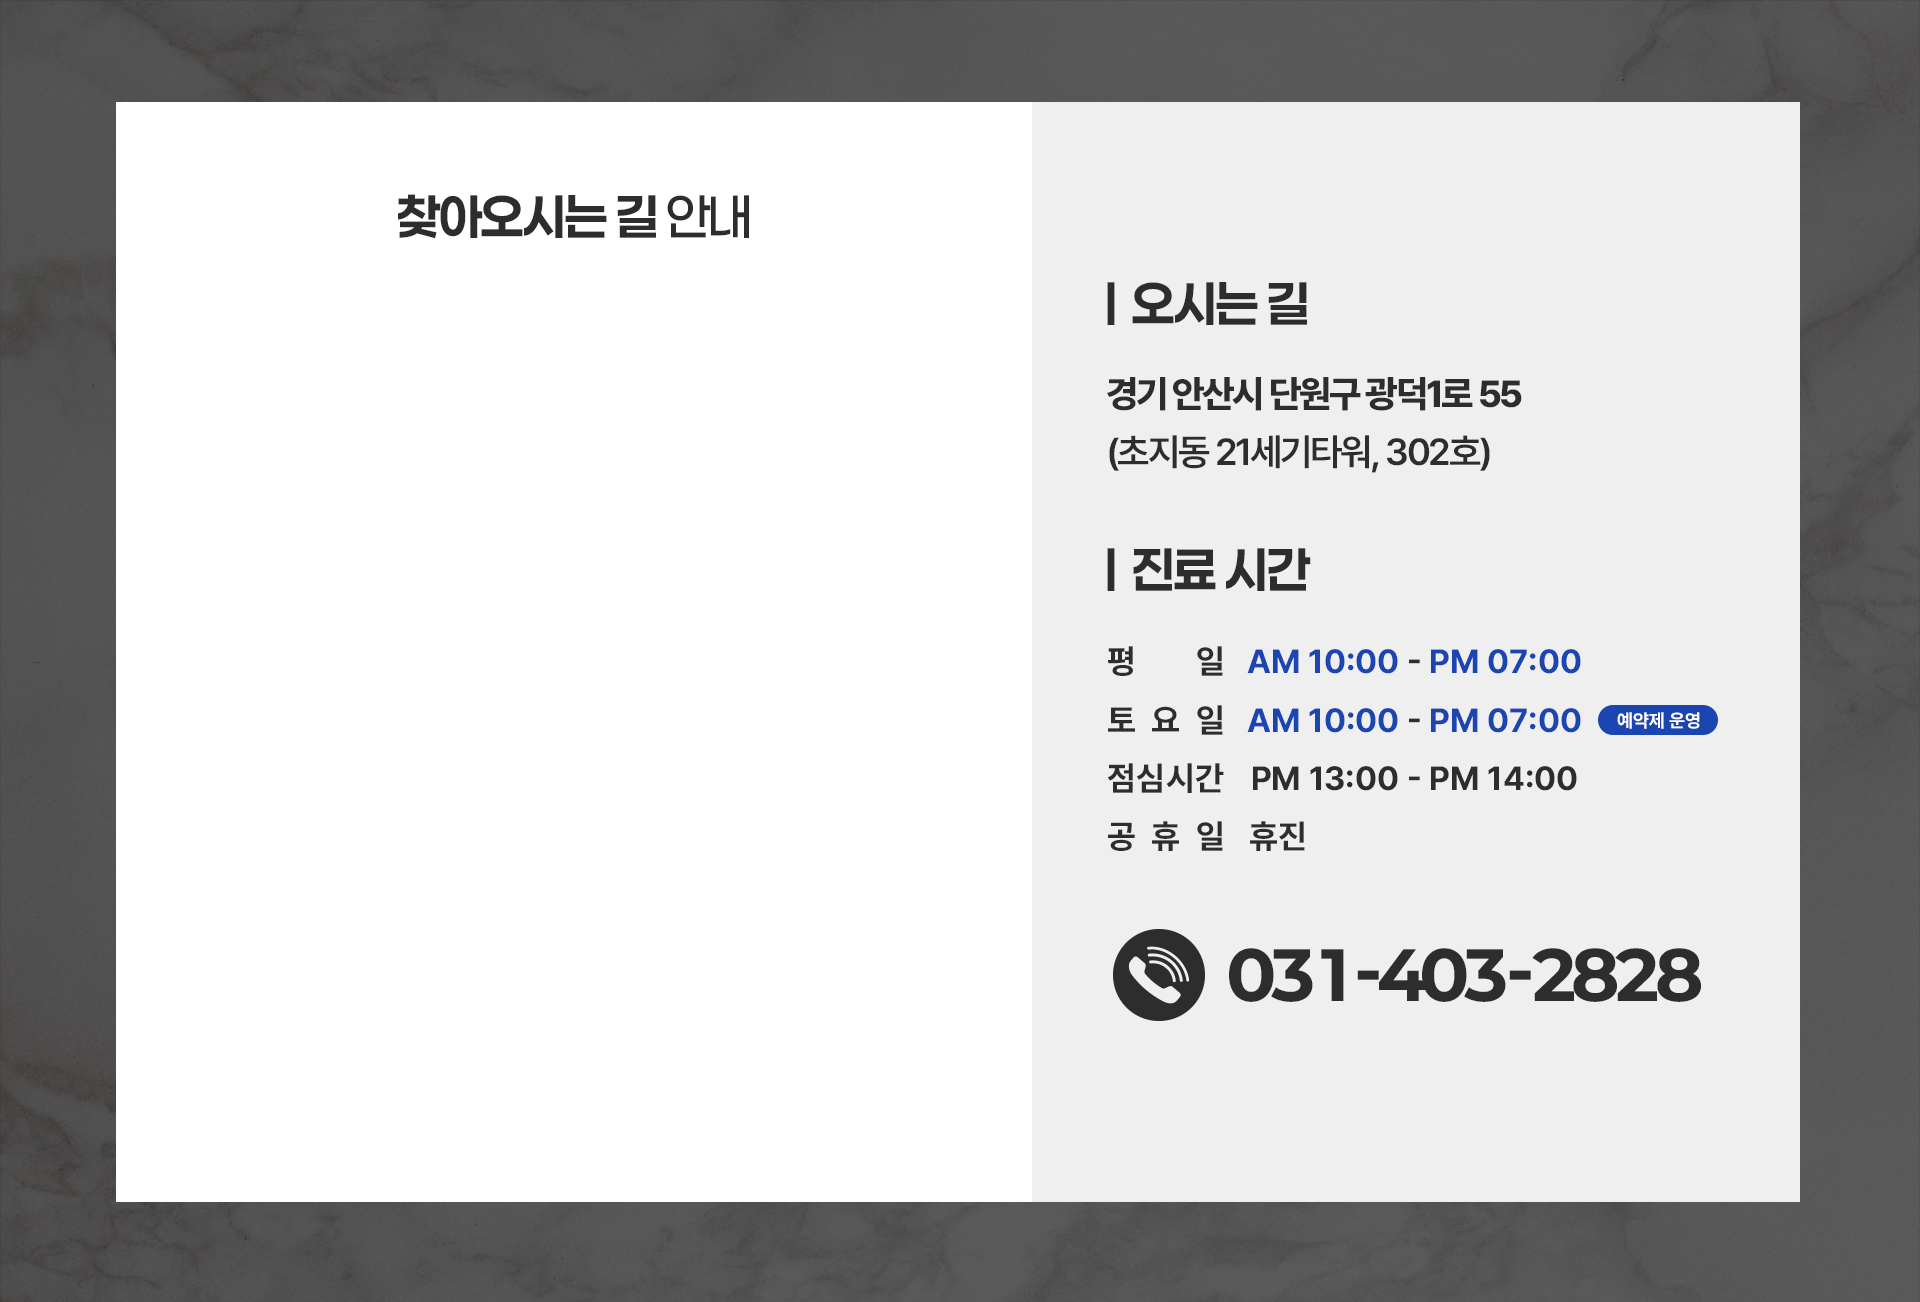 찾아오시는 길 안내
| 오시는 길
경기 안산시 단원구 광덕1로 55
(초지동 21세기타워, 302호)
| 진료 시간
평 일 AM 10:00 - PM 07:00
토 요 일 AM 10:00 - PM 07:00 예약제 운영
점심시간 PM 13:00 - PM 14:00
공 휴 일 휴진
031-403-2828